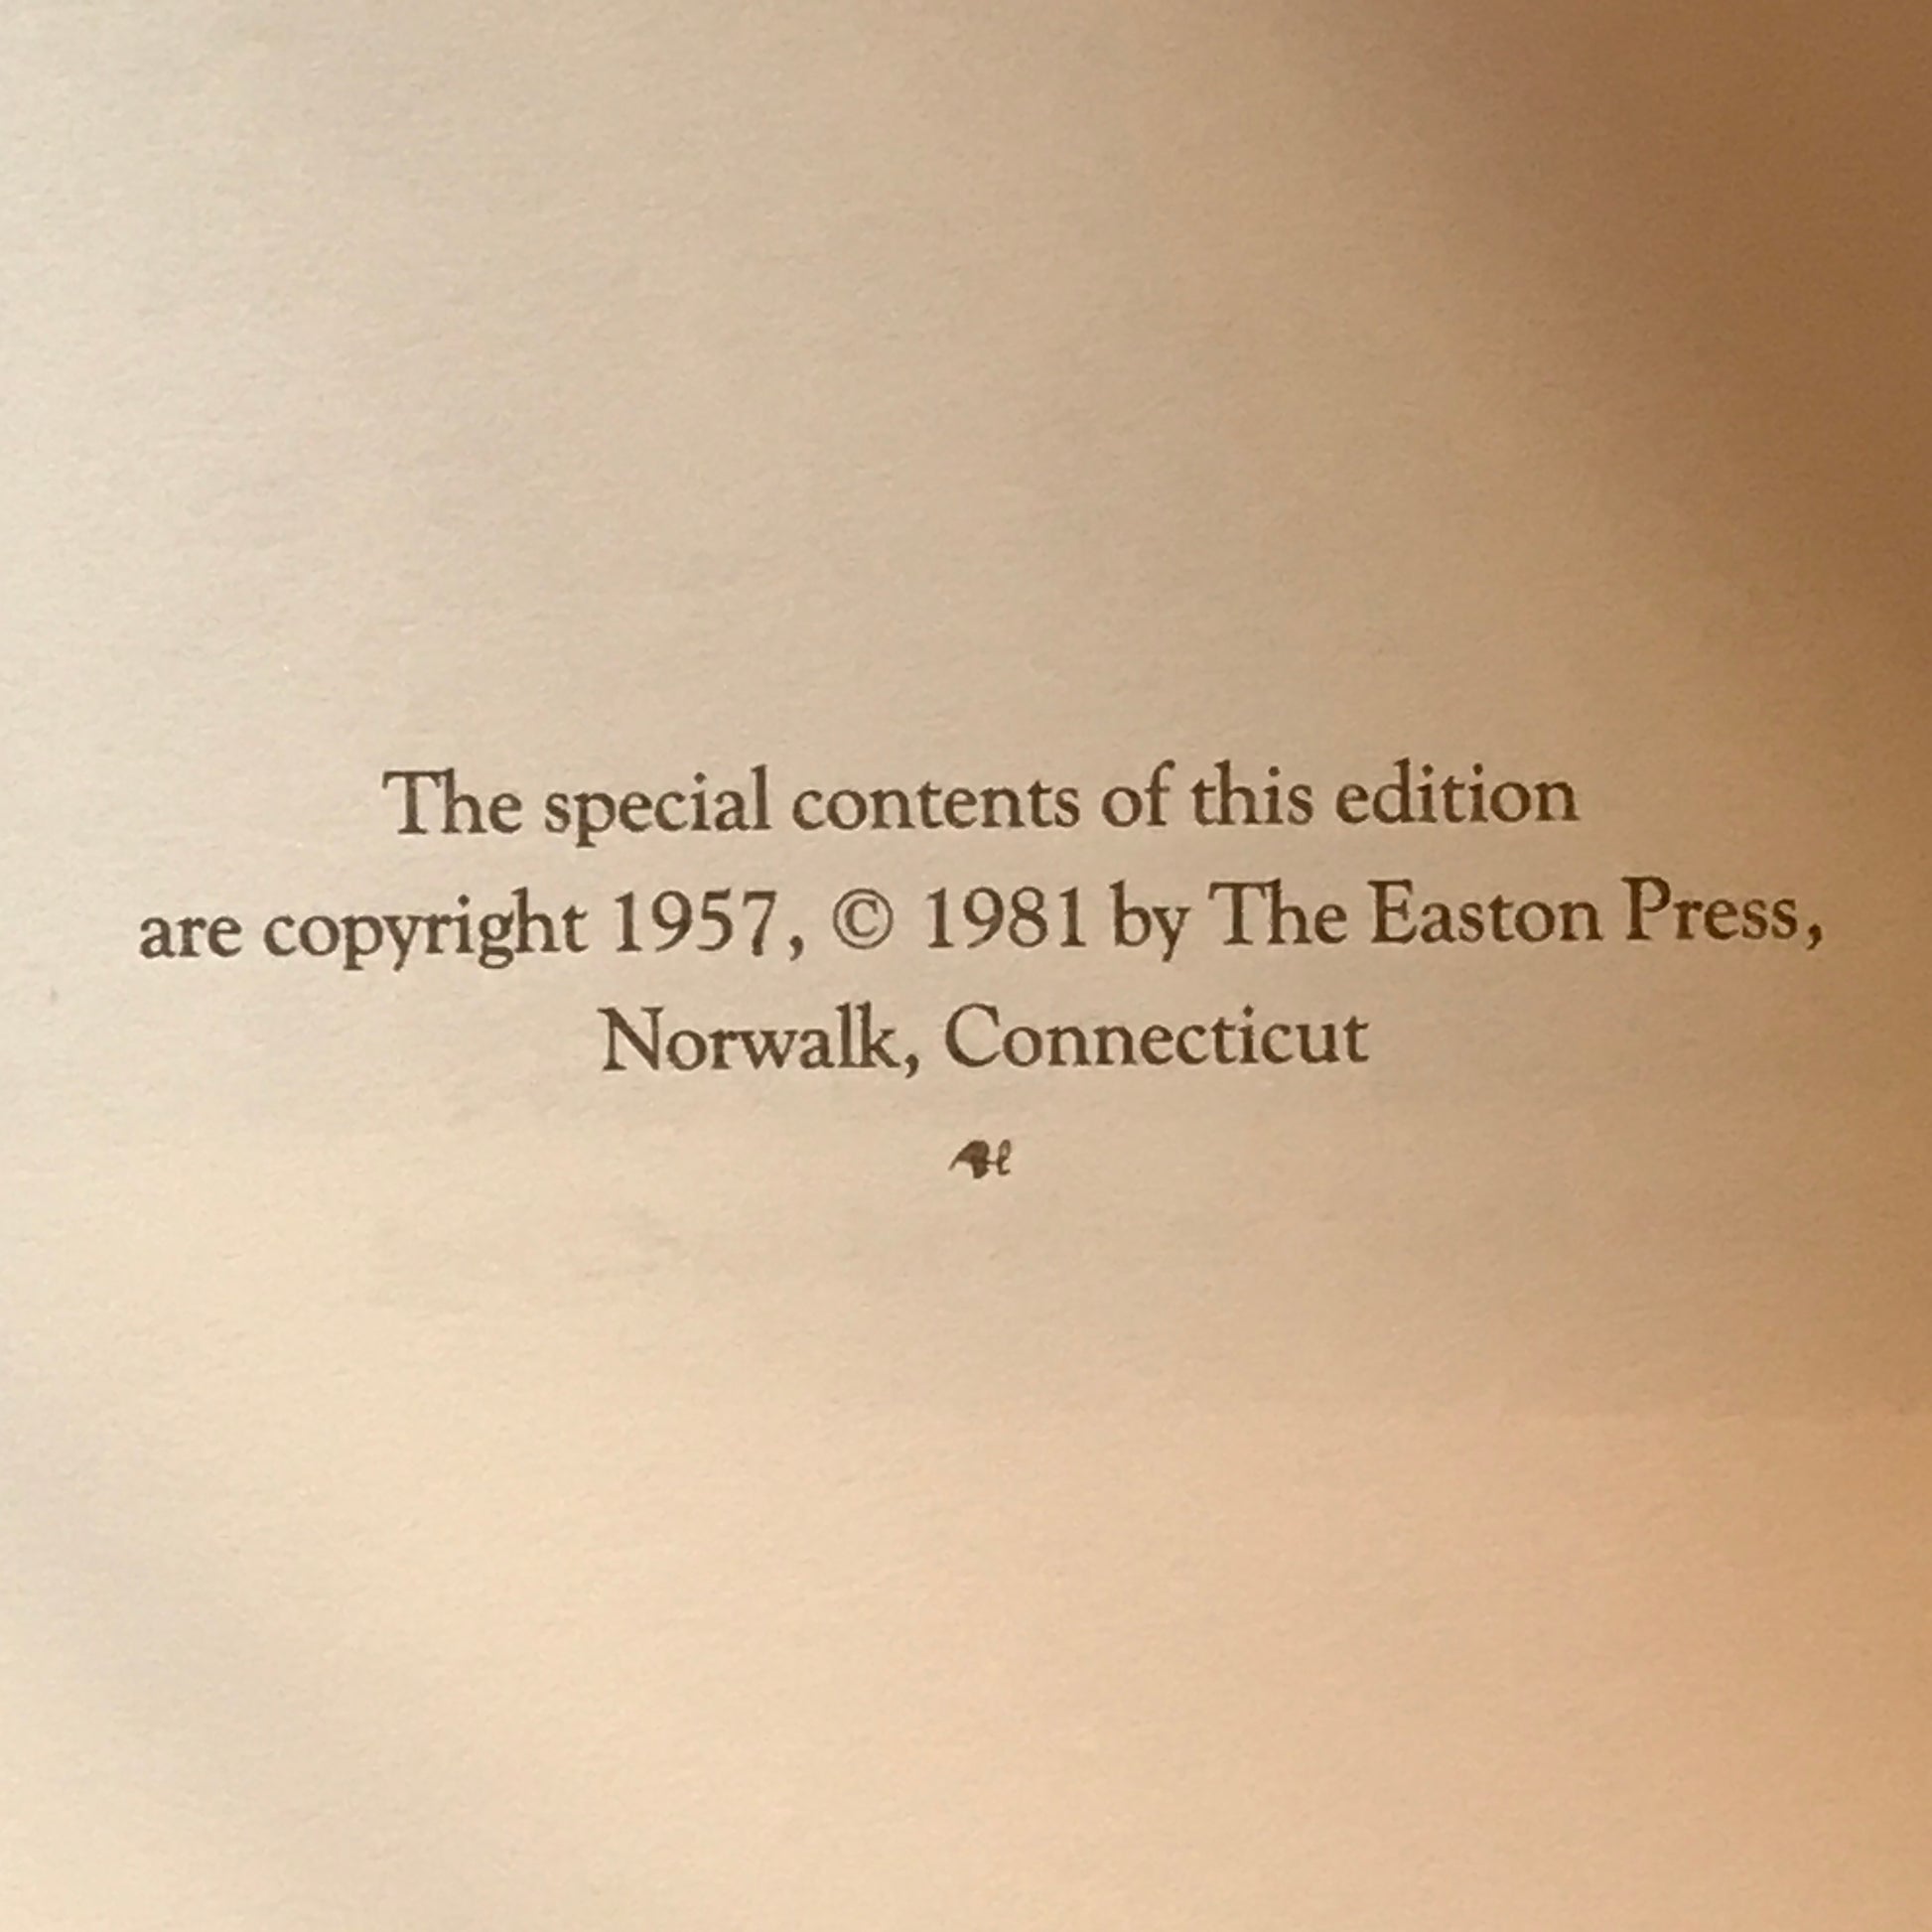 The special contents of this edition
are copyright 1957, © 1981 by The Easton Press,
Norwalk, Connecticut